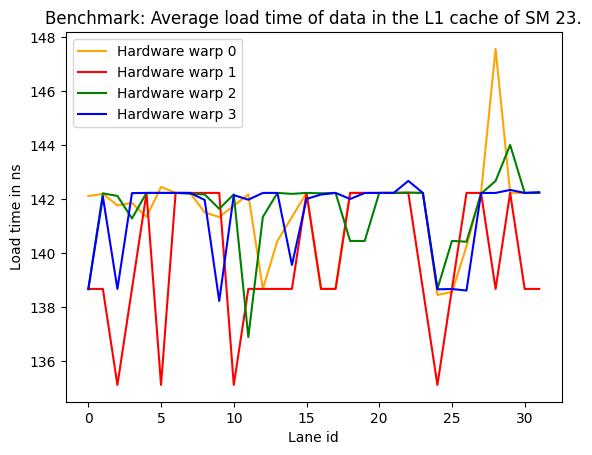 Benchmark: Average load time of data in the L1 cache of SM 23.
Hardware warp 0
Hardware warp 1
Hardware warp 2
Hardware warp 3
Load time in ns
148
146
144
142
140
138
136
0 5 10 15 20 25 30
Lane id